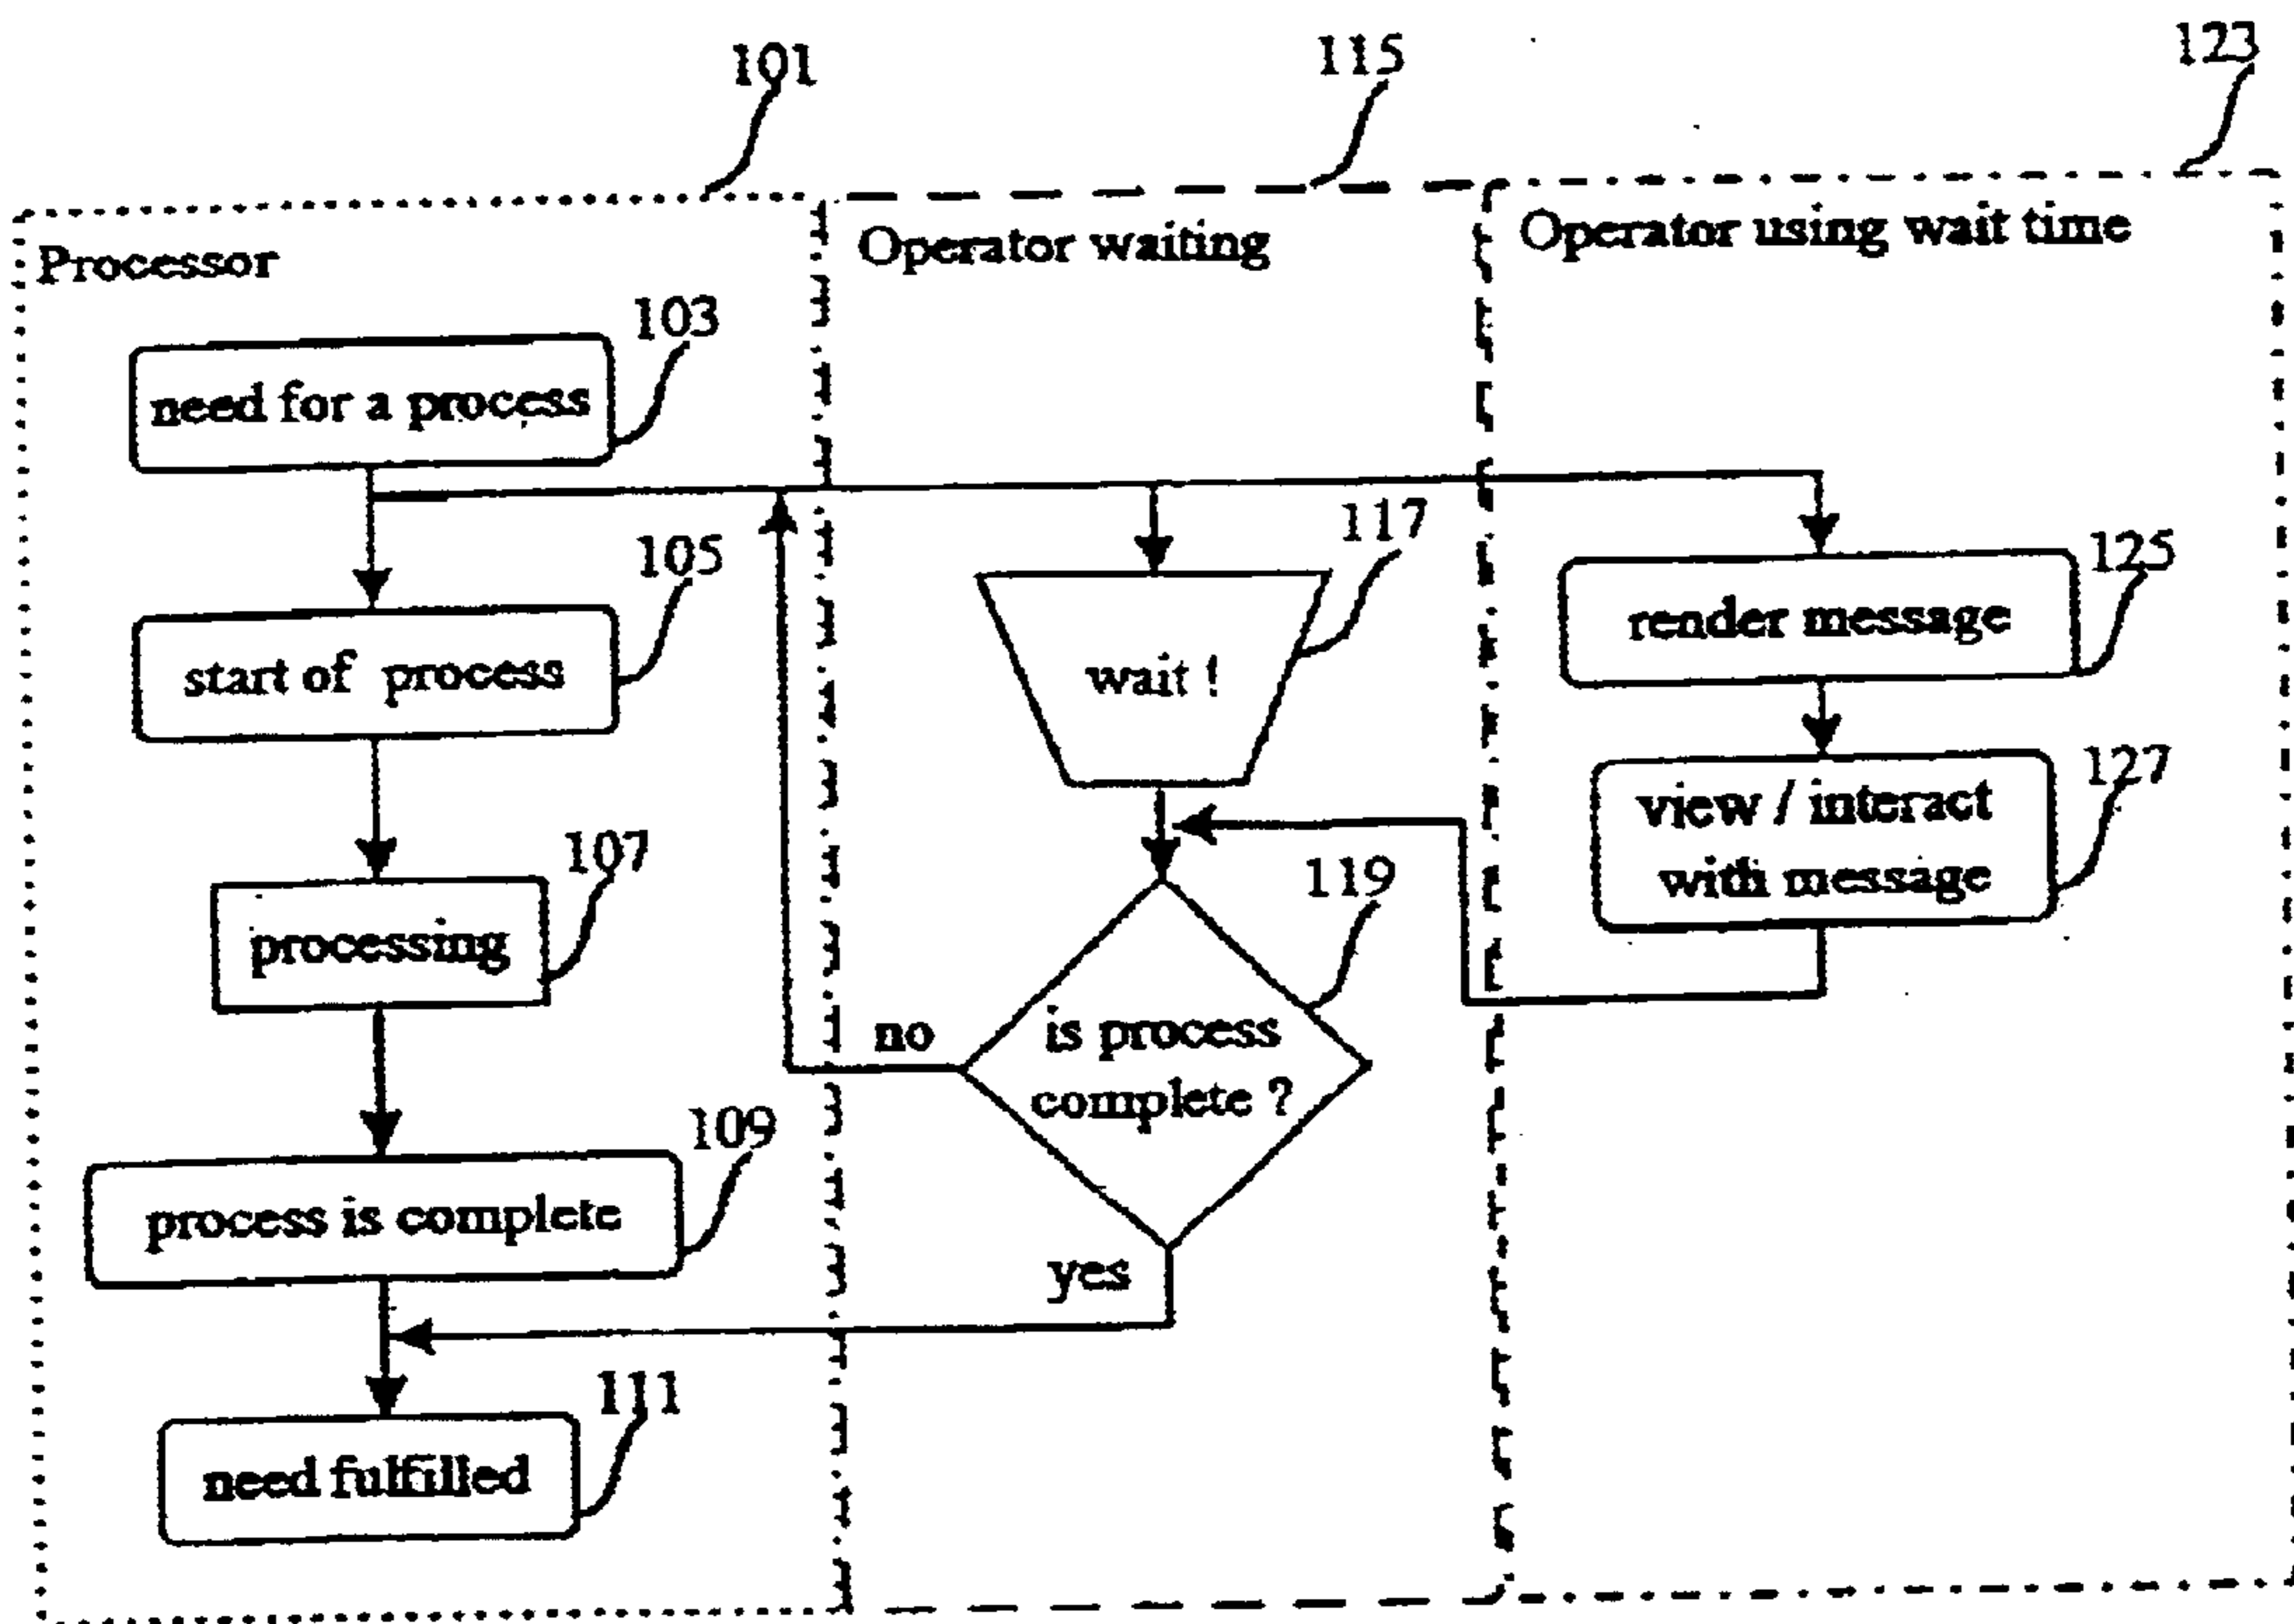 101
115
123
Processor
Operator waiting
Operator using wait time
103
need for a process
117
105
125
start of process
wait !
render message
127
view / interact
with message
107
processing
119
no
is process
complete ?
109
process is complete
yes
111
need fulfilled